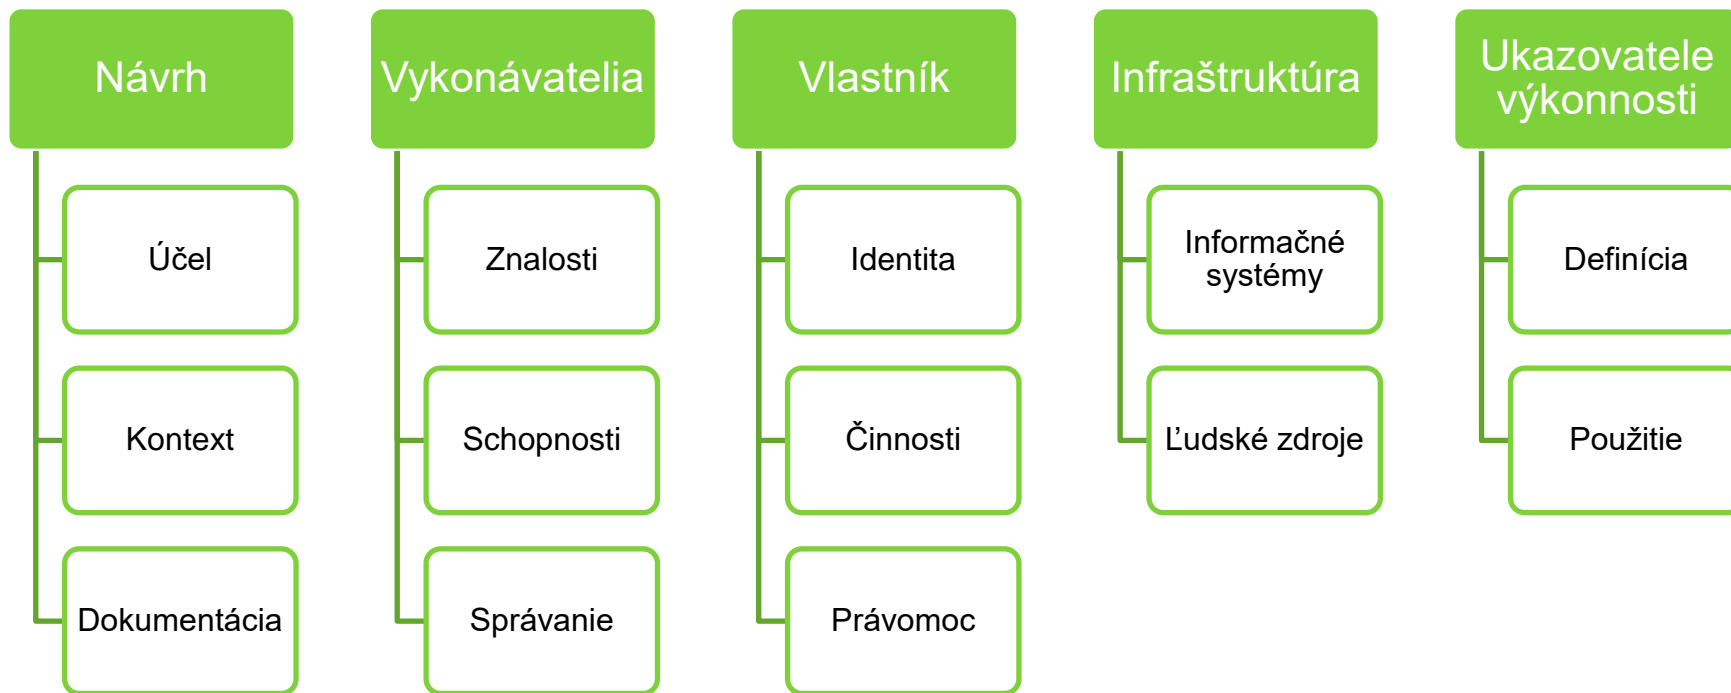 Návrh
Účel
Kontext
Dokumentácia
Vykonávatelia
Znalosti
Schopnosti
Správanie
Vlastník
Identita
Činnosti
Právomoc
Infraštruktúra
Informačné
systémy
Ľudské zdroje
Ukazovatele
výkonnosti
Definícia
Použitie